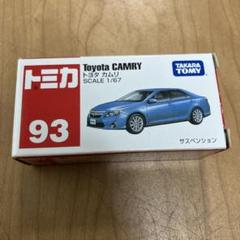 トミカ
93
Toyota CAMRY
トヨタ カムリ
SCALE 1/67
TAKARA
TOMY
サスペンション